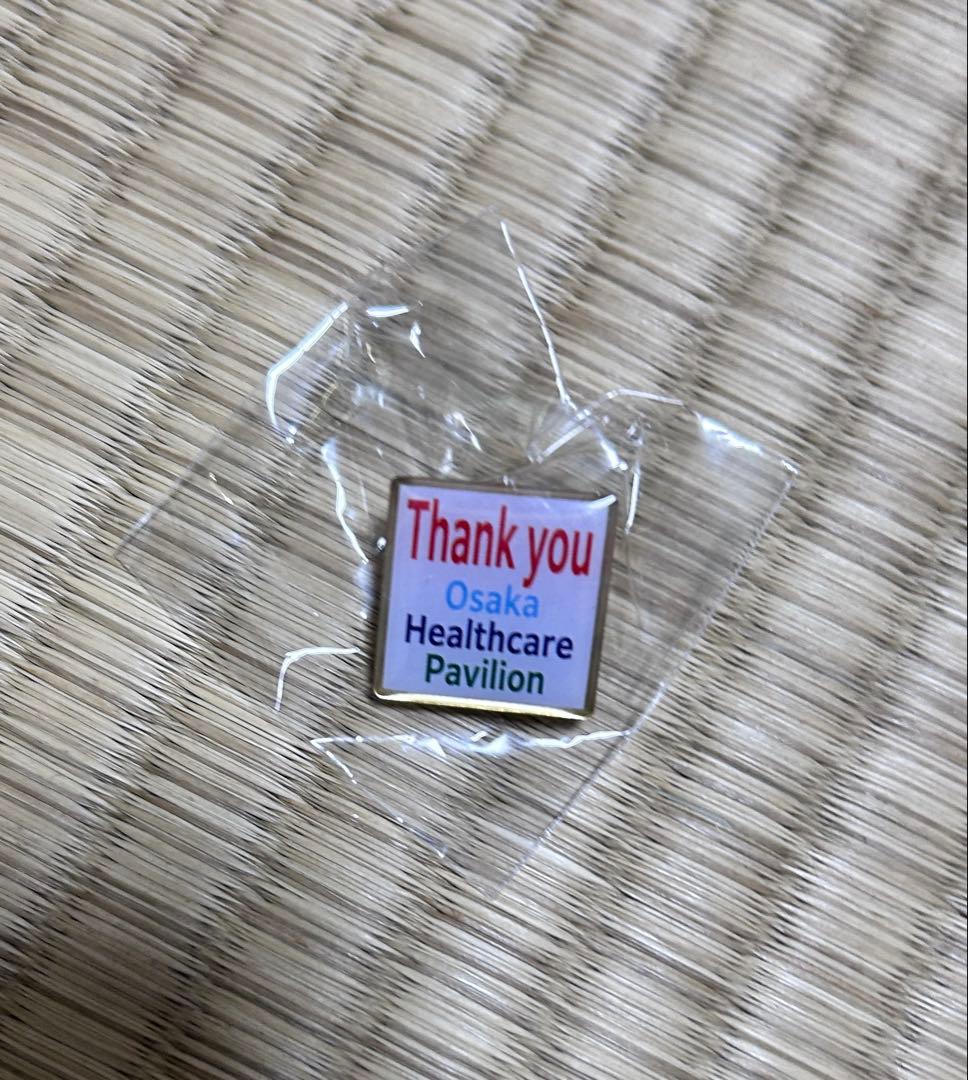 Thank you
Osaka
Healthcare
Pavilion